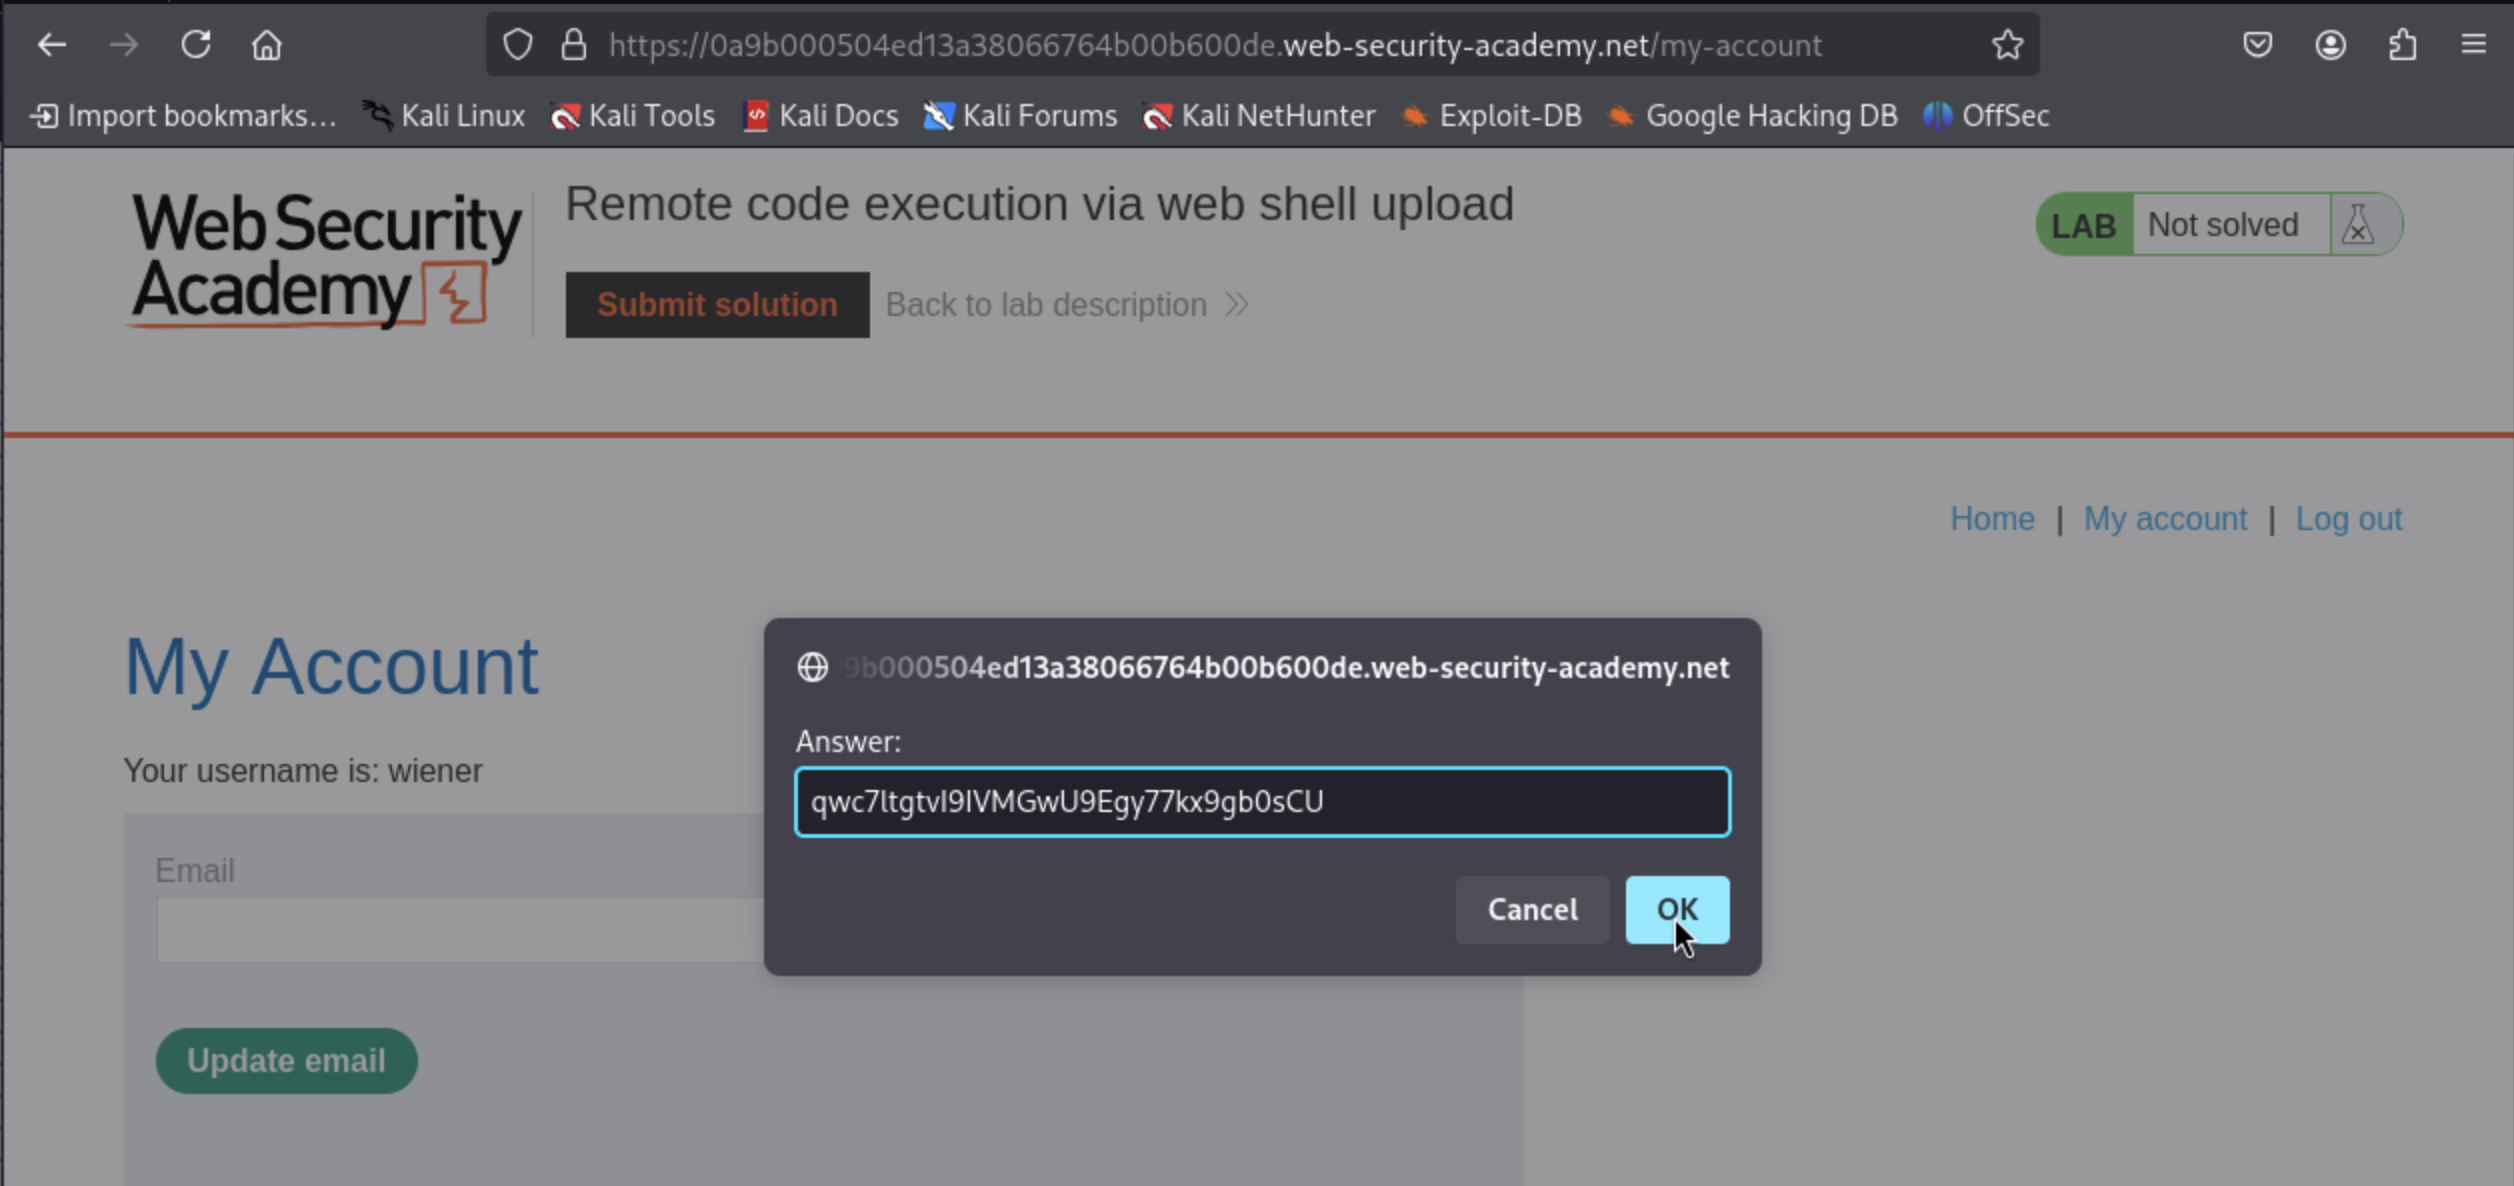 https://0a9b000504ed13a38066764b00b600de.web-security-academy.net/my-account
Import bookmarks... Kali Linux Kali Tools Kali Docs Kali Forums Kali NetHunter Exploit-DB Google Hacking DB OffSec
Web Security
Academy
Remote code execution via web shell upload
LAB Not solved
Submit solution Back to lab description
Home | My account | Log out
My Account
Your username is: wiener
9b000504ed13a38066764b00b600de.web-security-academy.net
Answer:
qwc7ltgtvI9IVMGwU9Egy77kx9gb0sCU
Cancel OK
Email
Update email